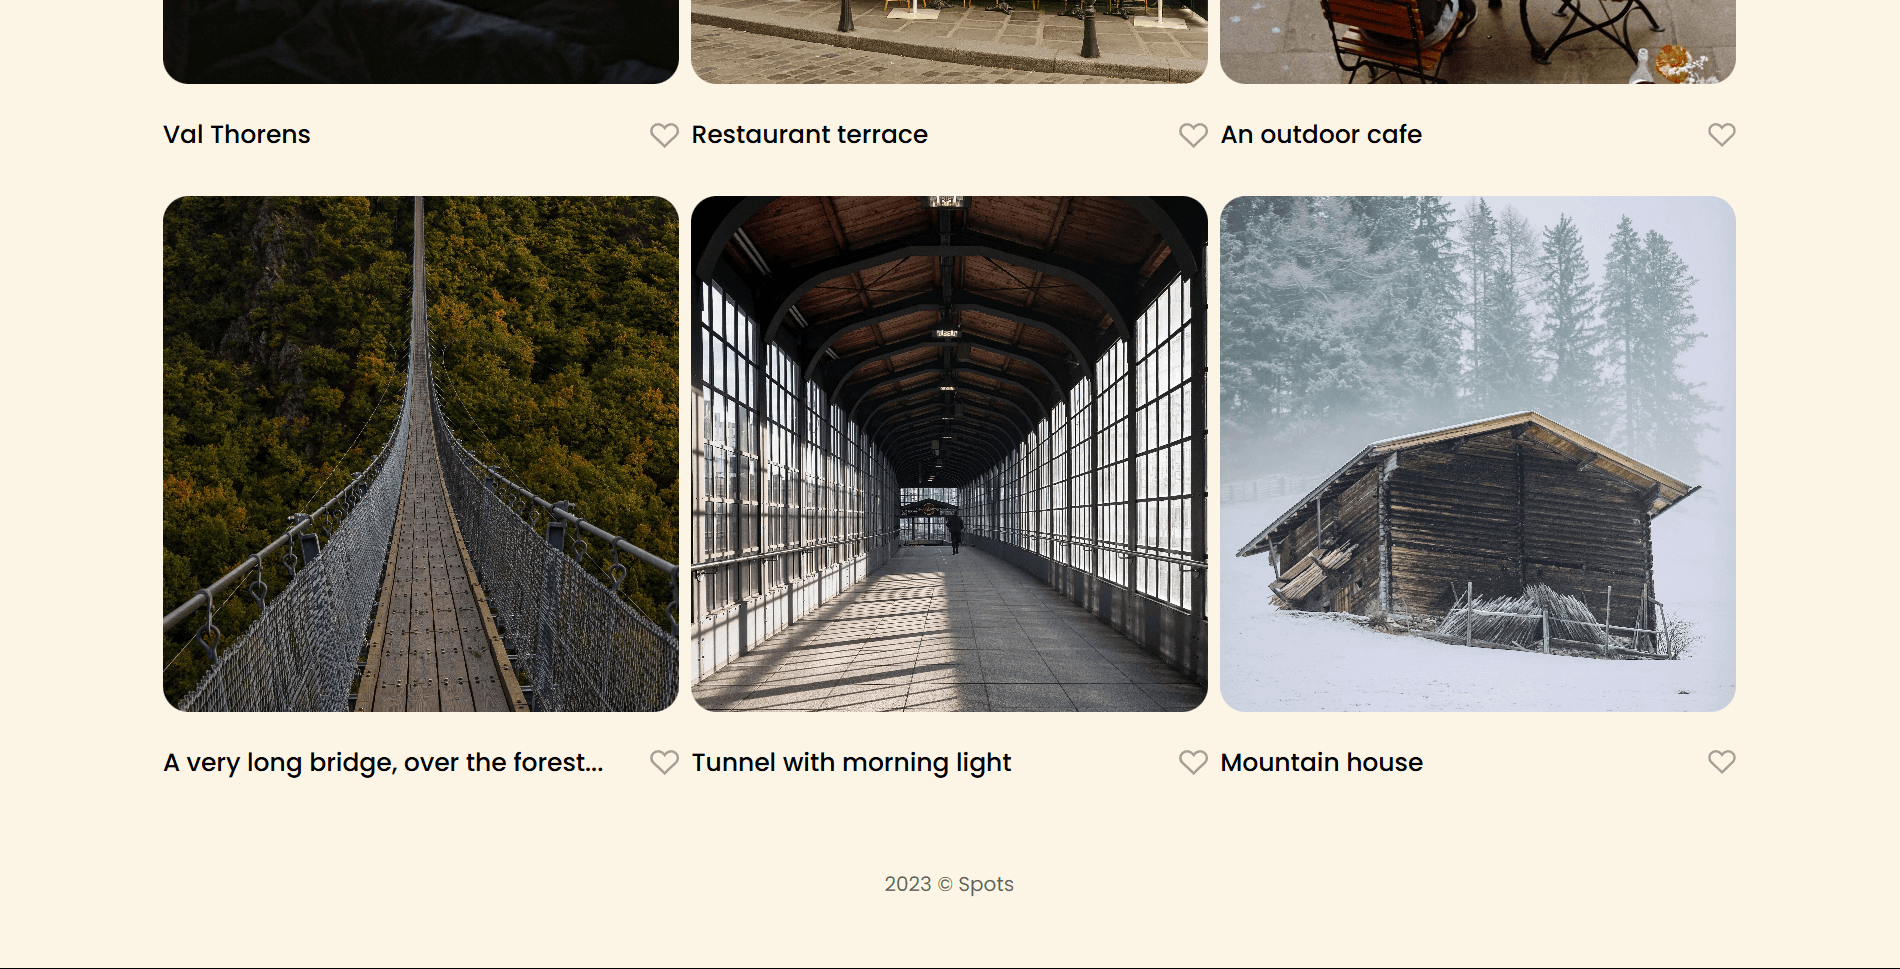 Val Thorens
Restaurant terrace
An outdoor cafe
A very long bridge, over the forest...
Tunnel with morning light
Mountain house
2023 © Spots